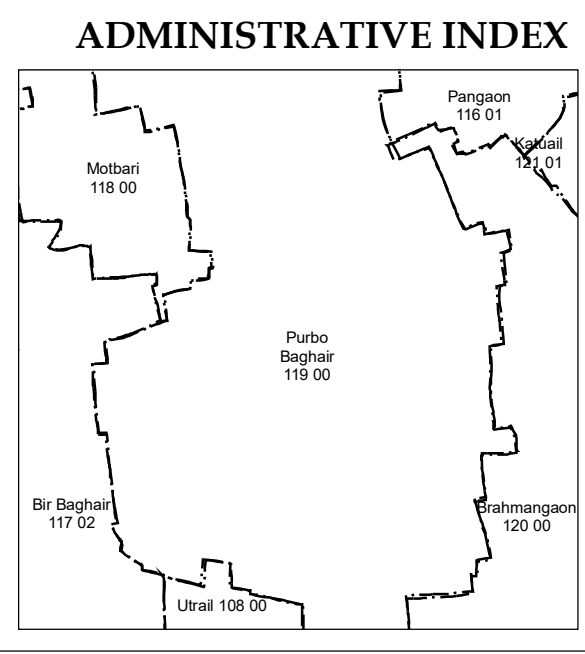 ADMINISTRATIVE INDEX
Pangaon
116 01
Katuail
121 01
Motbari
118 00
Purbo
Baghair
119 00
Bir Baghair
117 02
Brahmangaon
120 00
Utrail 108 00